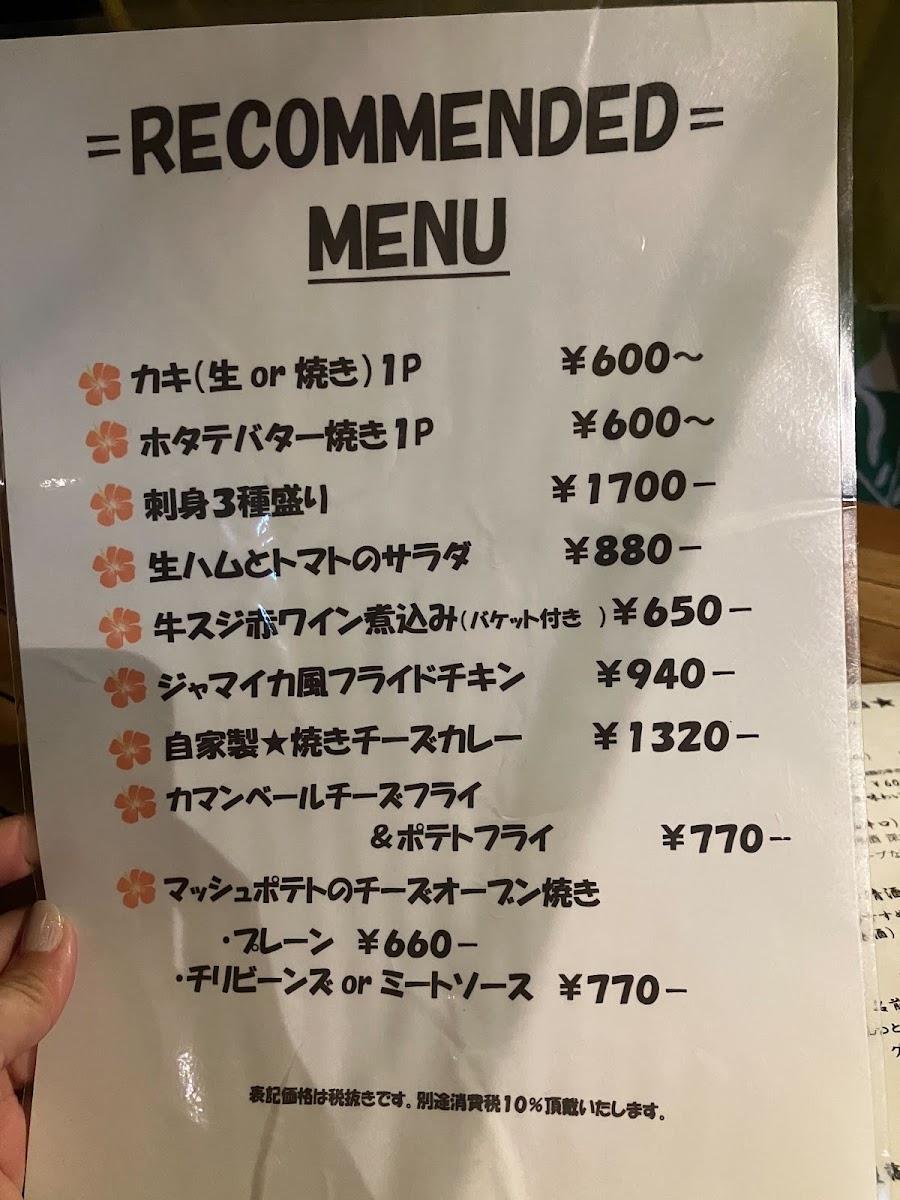 =RECOMMENDED=
MENU
カキ(生 or 焼き)1P ¥600〜
ホタテバター焼き1P ¥600〜
刺身3種盛り ¥1700−
生ハムとトマトのサラダ ¥880−
牛スジ赤ワイン煮込み(バケット付き ) ¥650−
ジャマイカ風フライドチキン ¥940−
自家製★焼きチーズカレー ¥1320−
カマンベールチーズフライ
&ポテトフライ ¥770−
マッシュポテトのチーズオーブン焼き
・プレーン ¥660−
・チリビーンズ or ミートソース ¥770−
表記価格は税抜きです。別途消費税10%頂戴いたします。